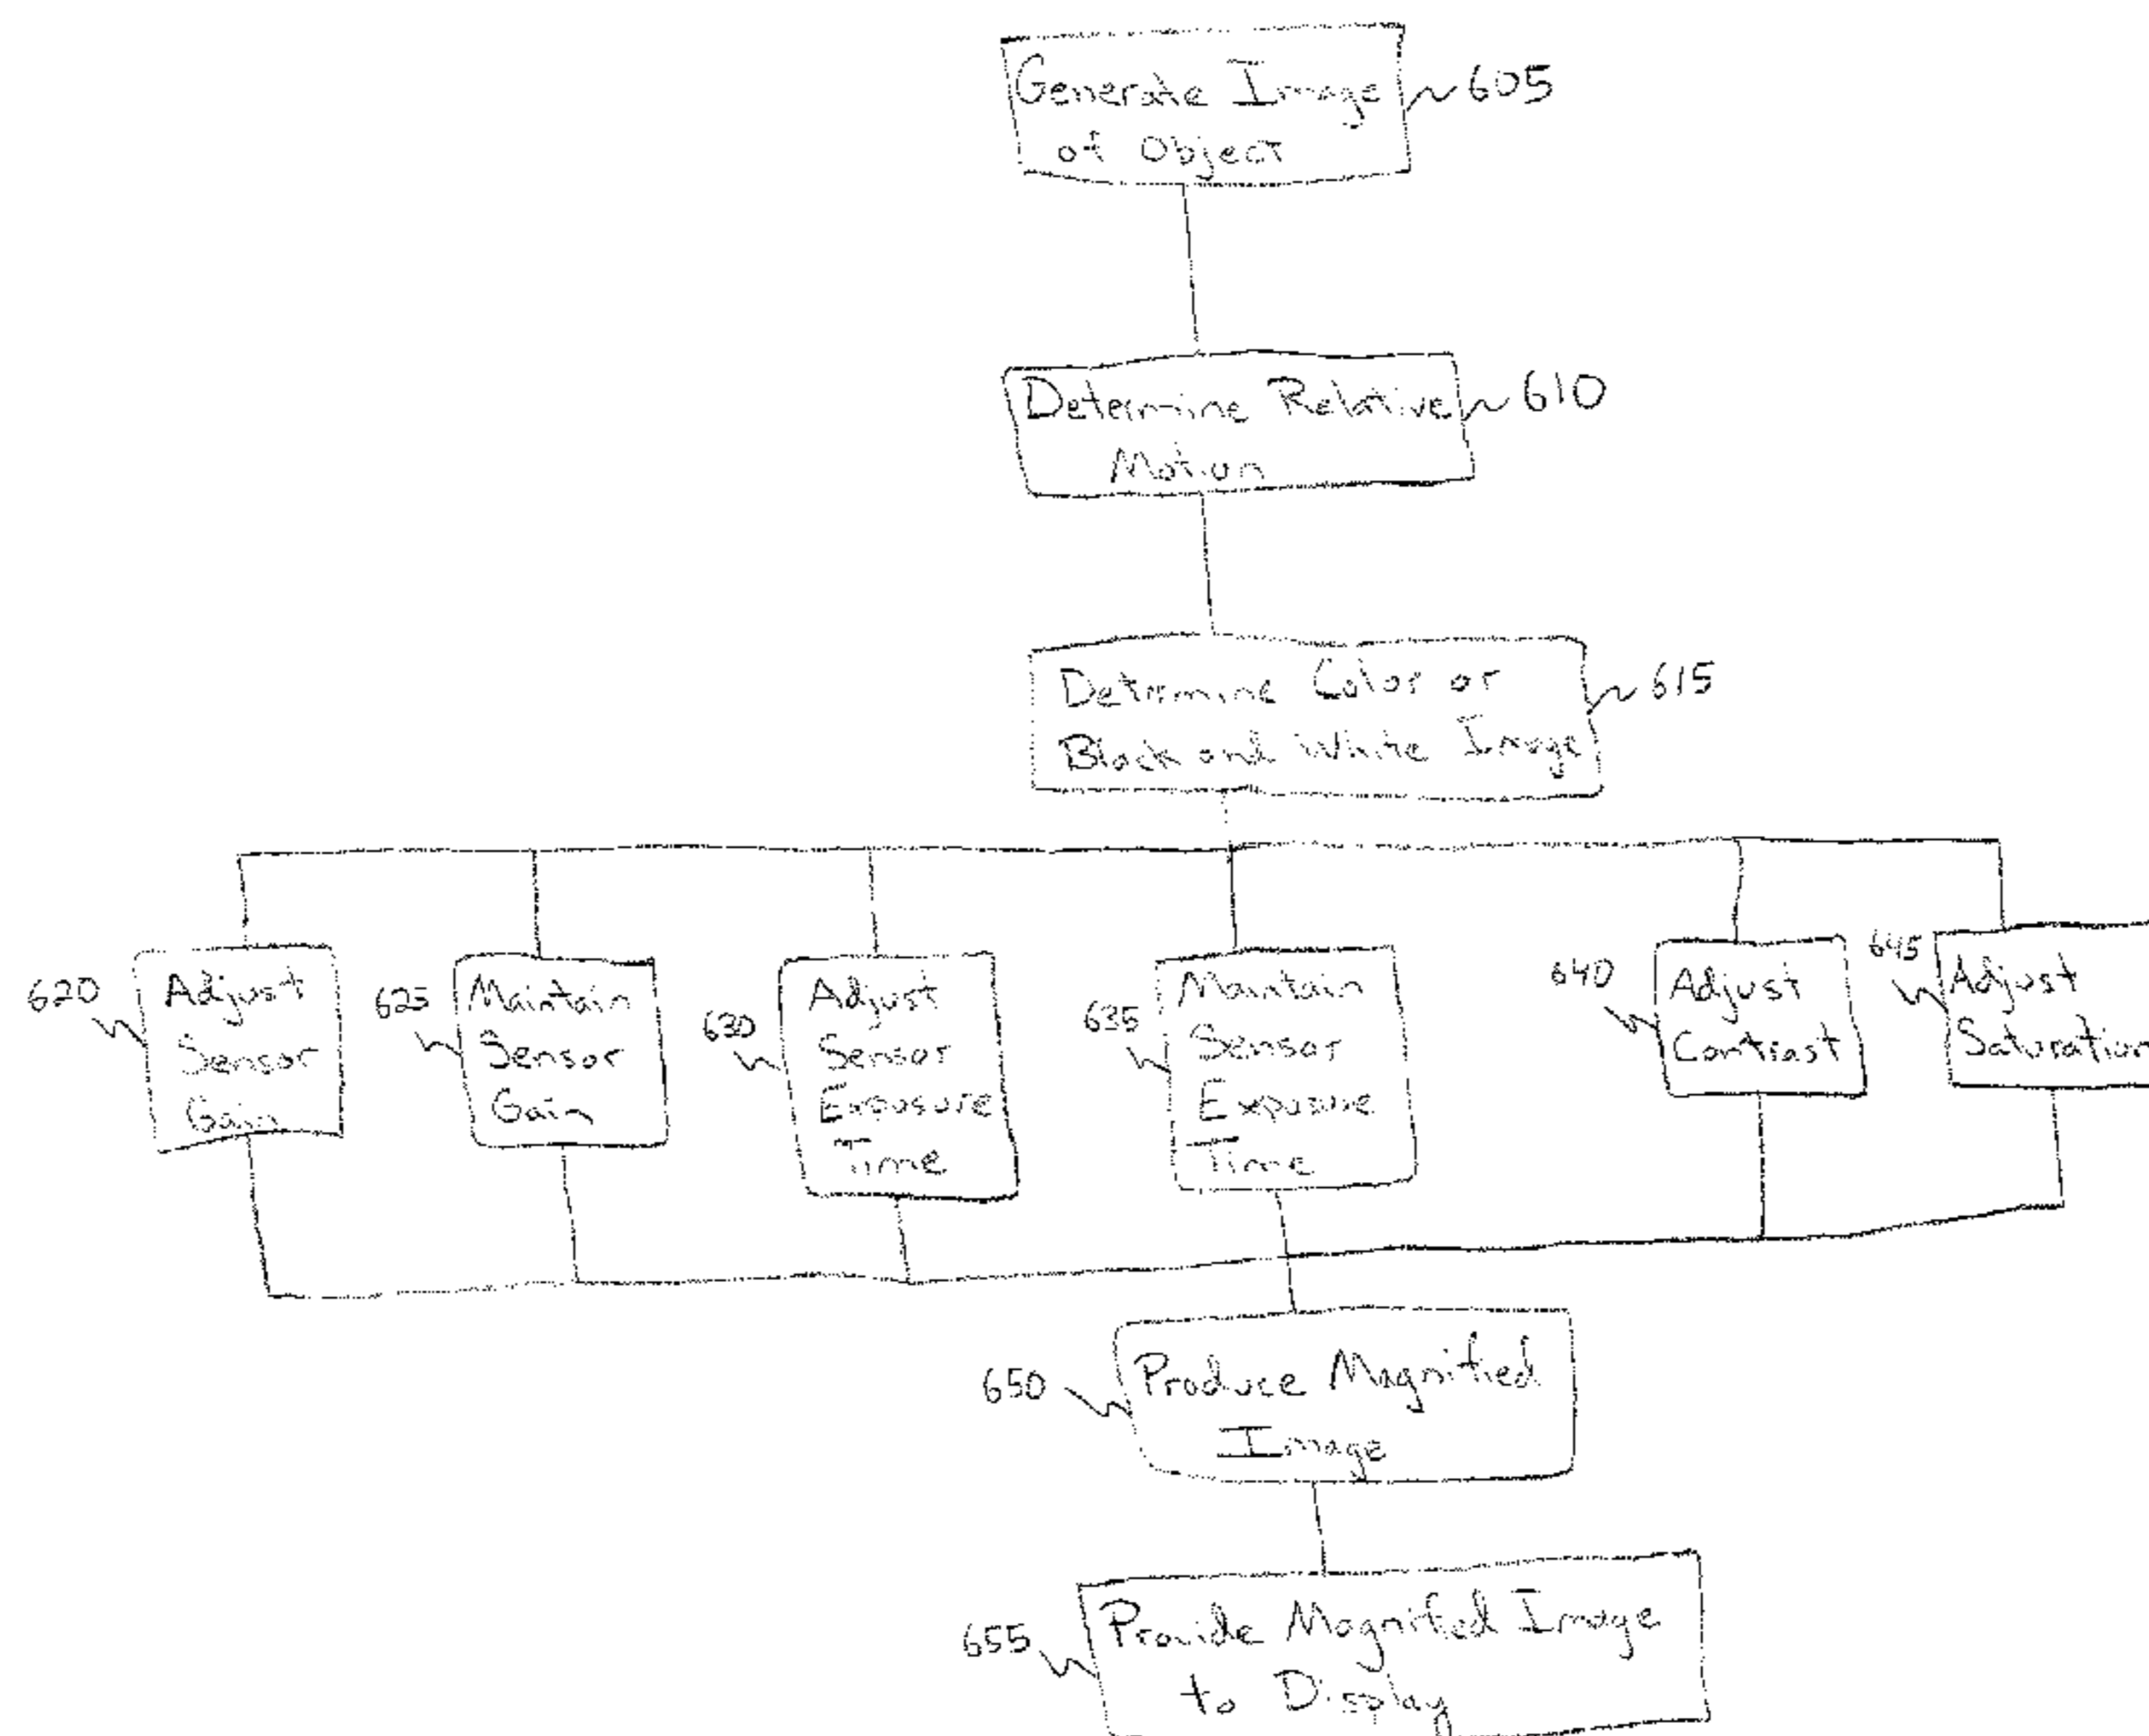 Generate Image
of Object
605
Determine Relative
Motion
610
Determine Color or
Black and White Image
615
620
Adjust
Sensor
Gain
625
Maintain
Sensor
Gain
630
Adjust
Sensor
Exposure
Time
635
Maintain
Sensor
Exposure
Time
640
Adjust
Contrast
645
Adjust
Saturation
650
Produce Magnified
Image
655
Provide Magnified Image
to Display